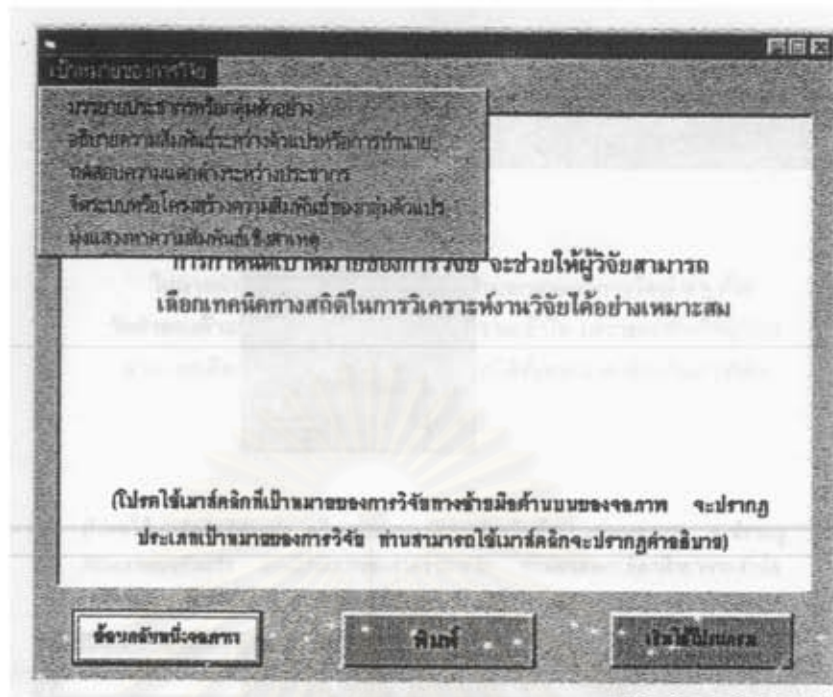 เป้าหมายของการวิจัย
บรรยายประชากรหรือกลุ่มตัวอย่าง
อธิบายความสัมพันธ์ระหว่างตัวแปรหรือการทำนาย
ทดสอบความแตกต่างระหว่างประชากร
จัดระบบหรือโครงสร้างความสัมพันธ์ของกลุ่มตัวแปร
มุ่งแสวงหาความสัมพันธ์เชิงสาเหตุ
การกำหนดเป้าหมายของการวิจัย จะช่วยให้ผู้วิจัยสามารถ
เลือกเทคนิคทางสถิติในการวิเคราะห์งานวิจัยได้อย่างเหมาะสม
(โปรดใช้เมาส์คลิกที่เป้าหมายของการวิจัยทางซ้ายมือด้านบนของจอภาพ จะปรากฏ
ประเภทเป้าหมายของการวิจัย ท่านสามารถใช้เมาส์คลิกจะปรากฏคำอธิบาย)
ย้อนกลับหนึ่งจอภาพ
พิมพ์
เริ่มใช้โปรแกรม